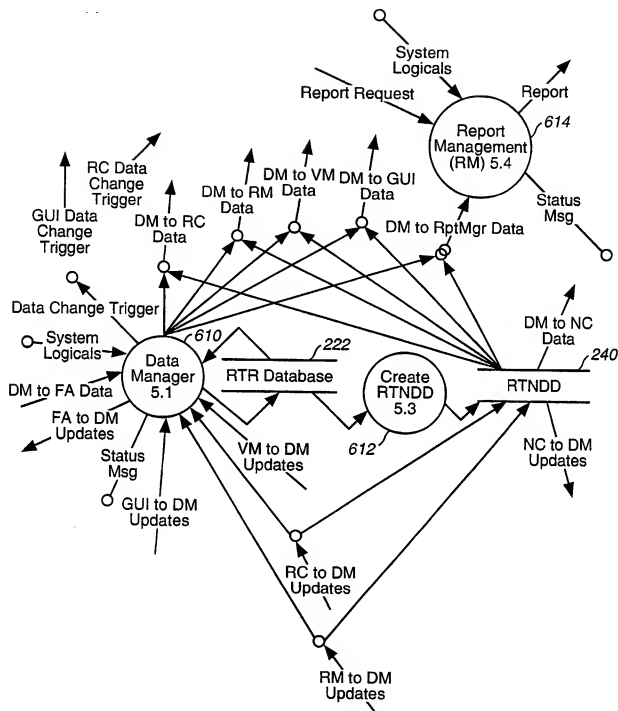 System
Logicals
Report Request
Report
Report
Management
(RM) 5.4
614
Status
Msg
RC Data
Change
Trigger
GUI Data
Change
Trigger
DM to RC
Data
DM to RM
Data
DM to VM
Data
DM to GUI
Data
DM to RptMgr Data
Data Change Trigger
System
Logicals
610
Data
Manager
5.1
222
RTR Database
Create
RTNDD
5.3
612
DM to NC
Data
240
RTNDD
NC to DM
Updates
DM to FA Data
FA to DM
Updates
Status
Msg
GUI to DM
Updates
VM to DM
Updates
RC to DM
Updates
RM to DM
Updates